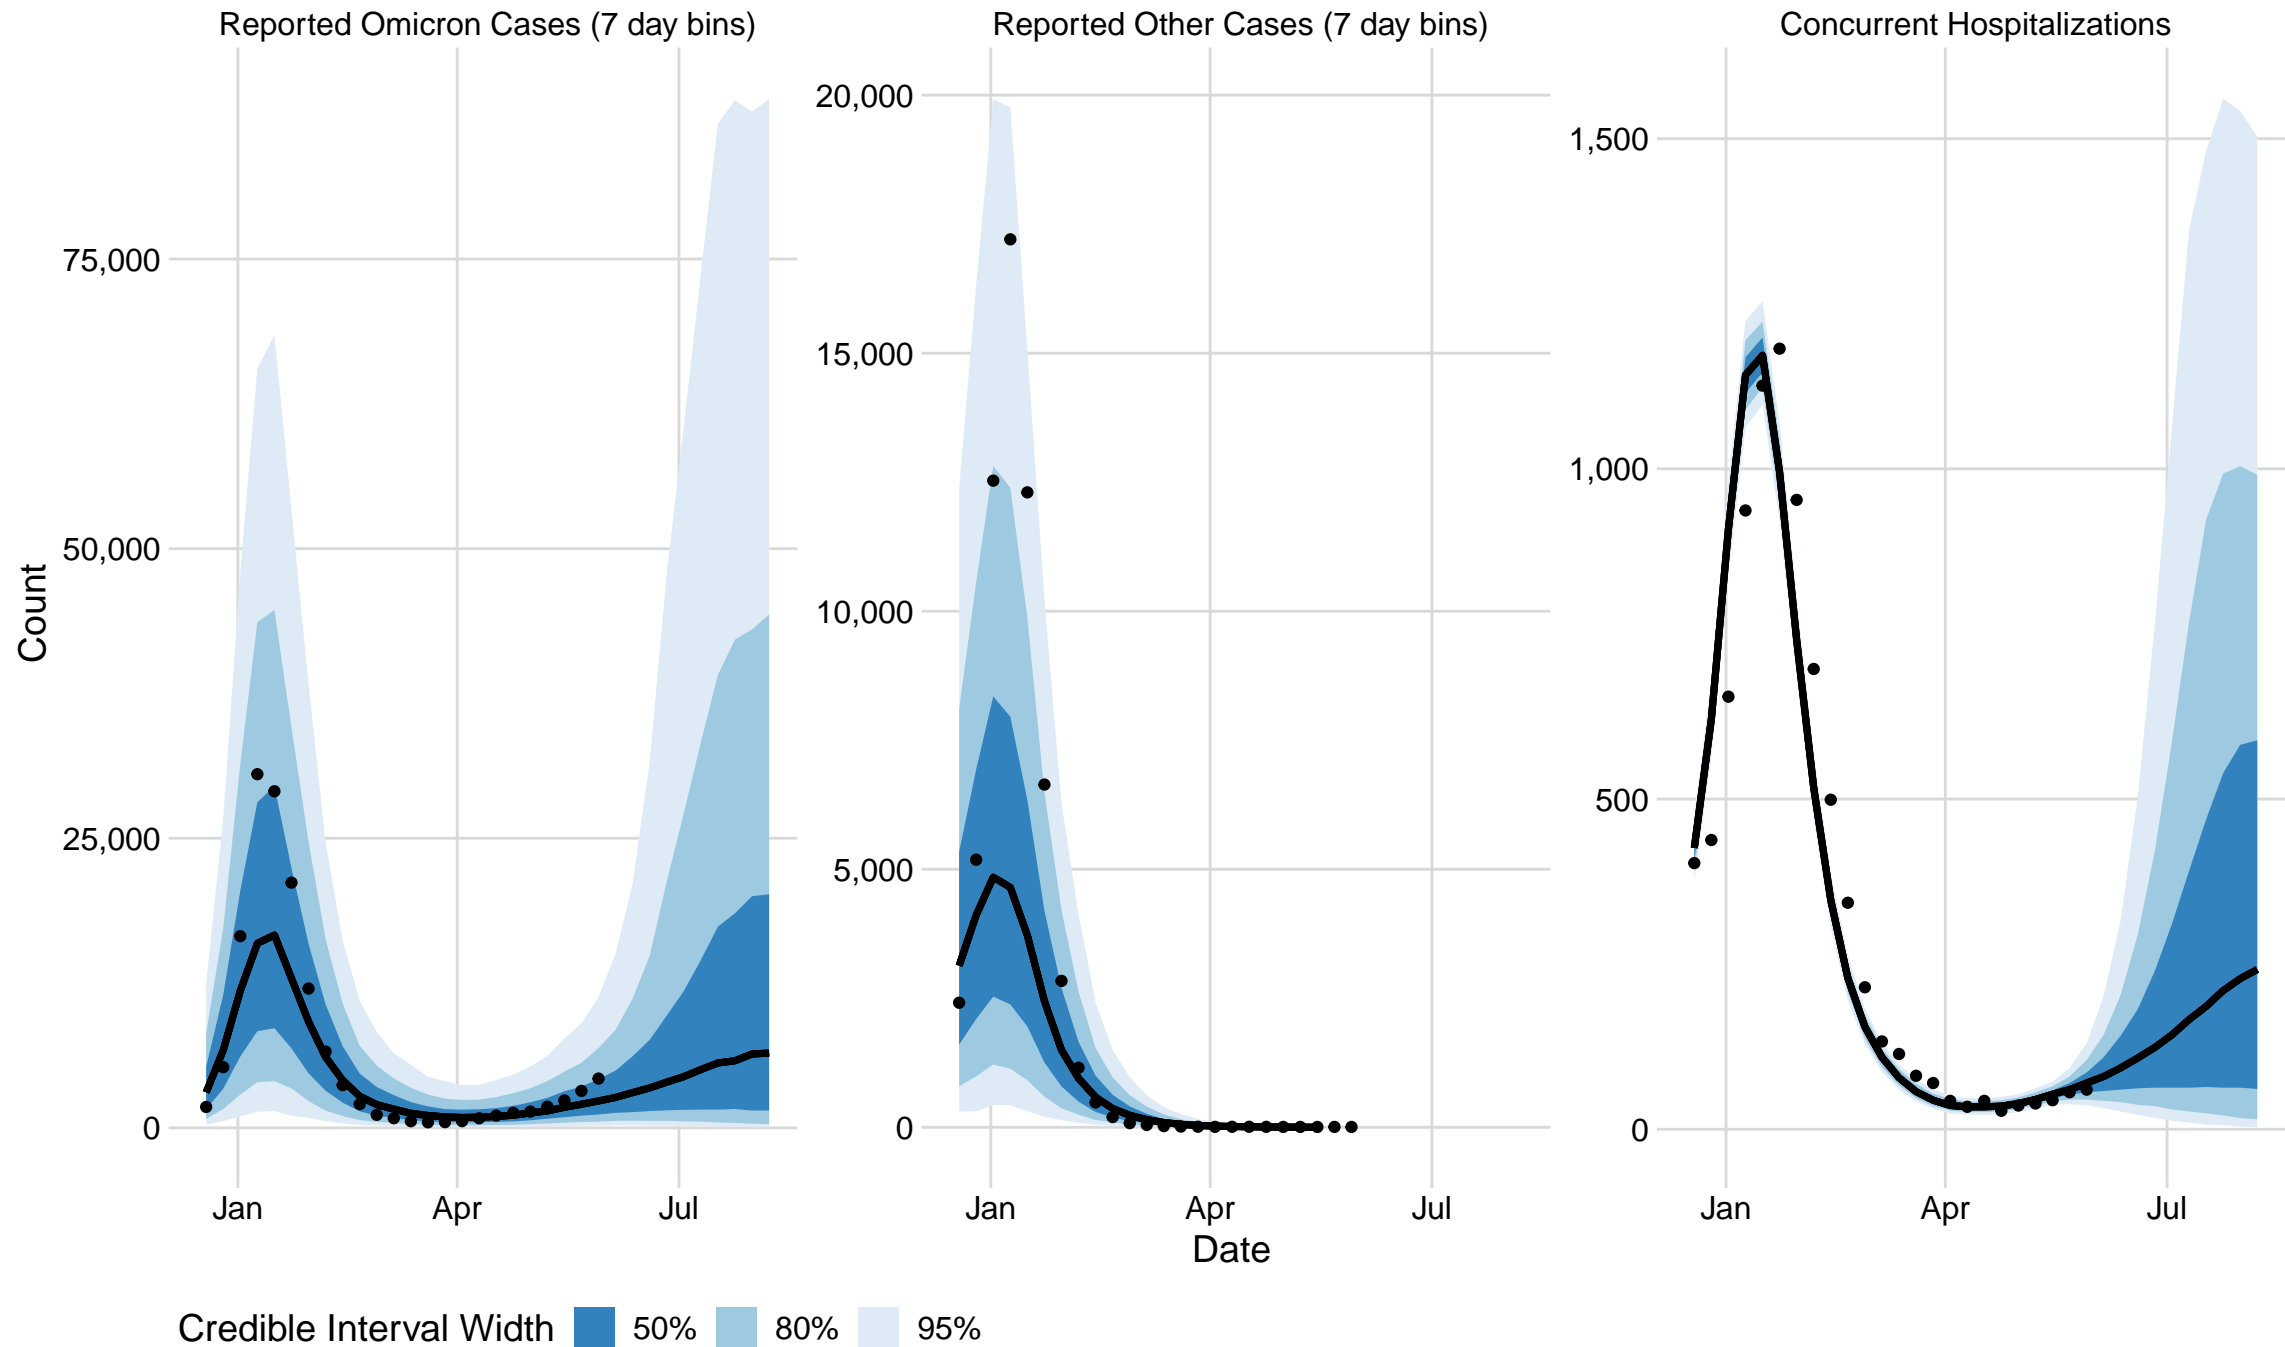 Reported Omicron Cases (7 day bins)
Reported Other Cases (7 day bins)
Concurrent Hospitalizations
Count
75,000
50,000
25,000
0
20,000
15,000
10,000
5,000
0
1,500
1,000
500
0
Jan Apr Jul
Jan Apr Jul
Jan Apr Jul
Date
Credible Interval Width 50% 80% 95%